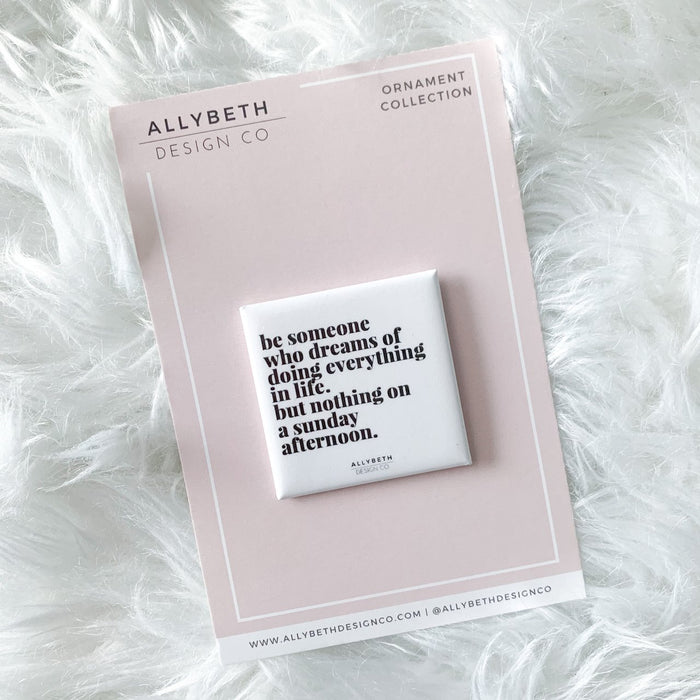 ALLYBETH
DESIGN CO
ORNAMENT
COLLECTION
be someone
who dreams of
doing everything
in life.
but nothing on
a sunday
afternoon.
ALLYBETH
DESIGN CO
WWW.ALLYBETHDESIGNCO.COM | @ALLYBETHDESIGNCO